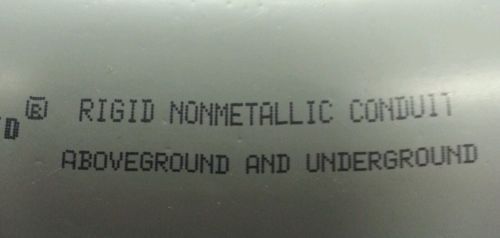 ® RIGID NONMETALLIC CONDUIT
ABOVEGROUND AND UNDERGROUND